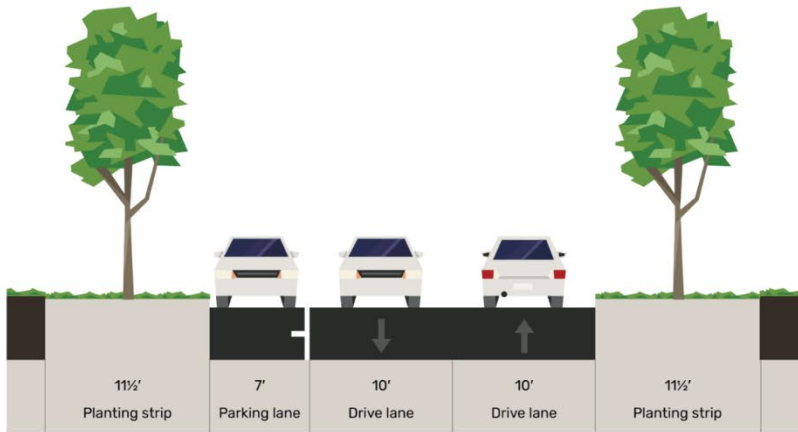 11½′ 7′ 10′ 10′ 11½′
Planting strip Parking lane Drive lane Drive lane Planting strip